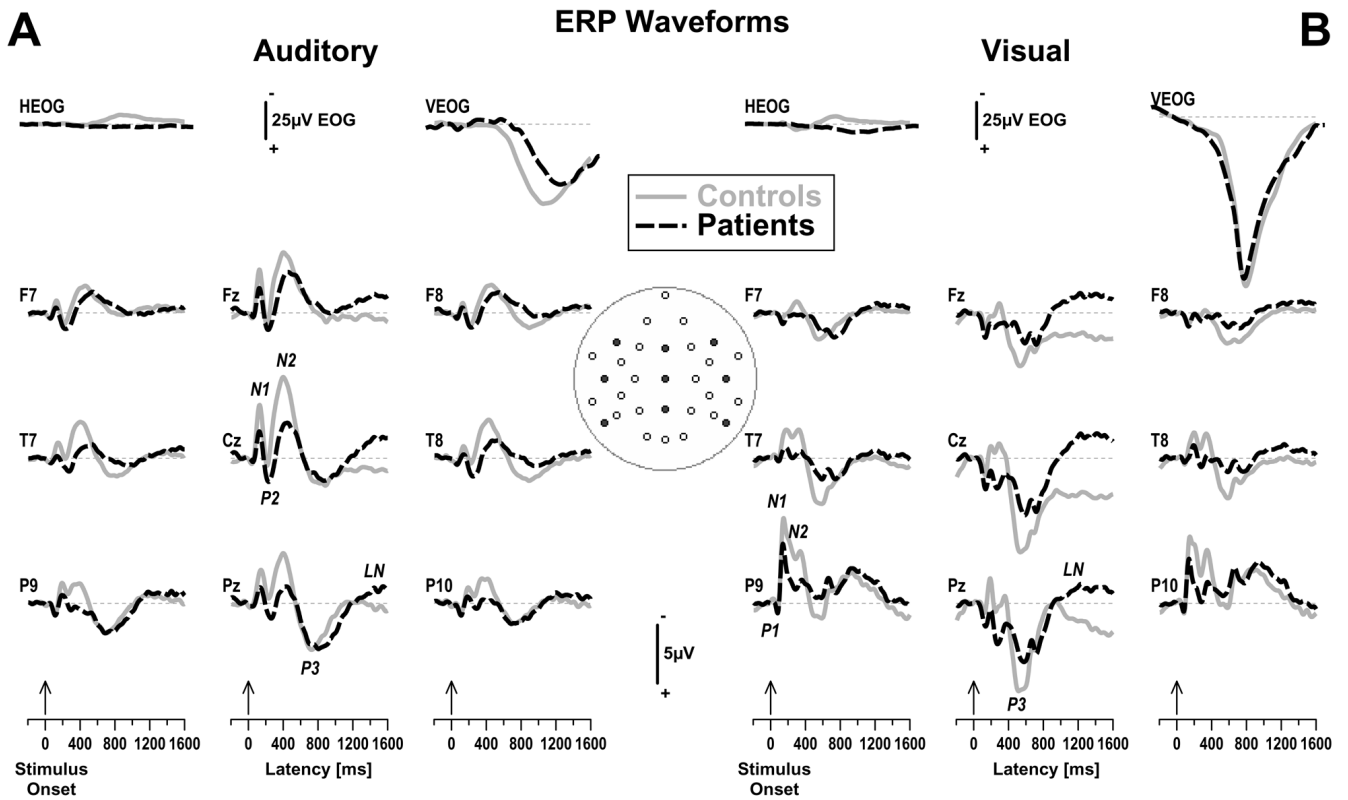 A
ERP Waveforms
B
Auditory
Visual
HEOG
-
25µV EOG
+
VEOG
HEOG
-
25µV EOG
+
VEOG
Controls
Patients
F7
Fz
F8
F7
Fz
F8
N2
N1
T7
Cz
T8
T7
Cz
T8
P2
N1
N2
P9
Pz
LN
P10
P9
Pz
LN
P10
P1
-
5µV
+
P3
P3
0 400 800 1200 1600
0 400 800 1200 1600
0 400 800 1200 1600
0 400 800 1200 1600
0 400 800 1200 1600
0 400 800 1200 1600
Stimulus
Onset
Latency [ms]
Stimulus
Onset
Latency [ms]